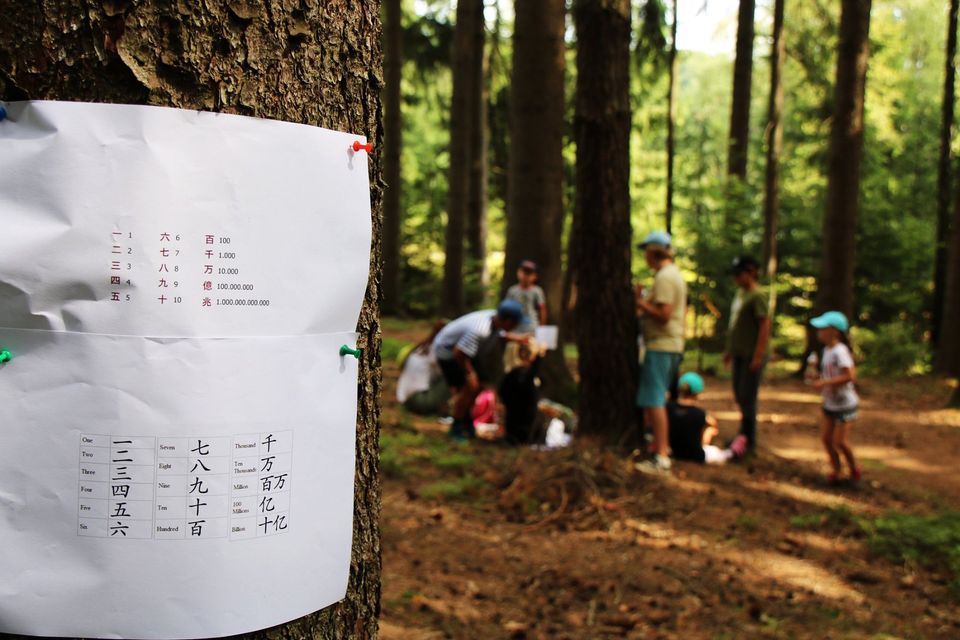 一 1 六 6 百 100
二 2 七 7 千 1.000
三 3 八 8 万 10.000
四 4 九 9 億 100.000.000
五 5 十 10 兆 1.000.000.000.000
One 一 Seven 七 Thousand 千
Two 二 Eight 八 Ten Thousands 万
Three 三 Nine 九 Million 百万
Four 四 Ten 十 100 Millions 亿
Five 五 Hundred 百 Billion 十亿
Six 六